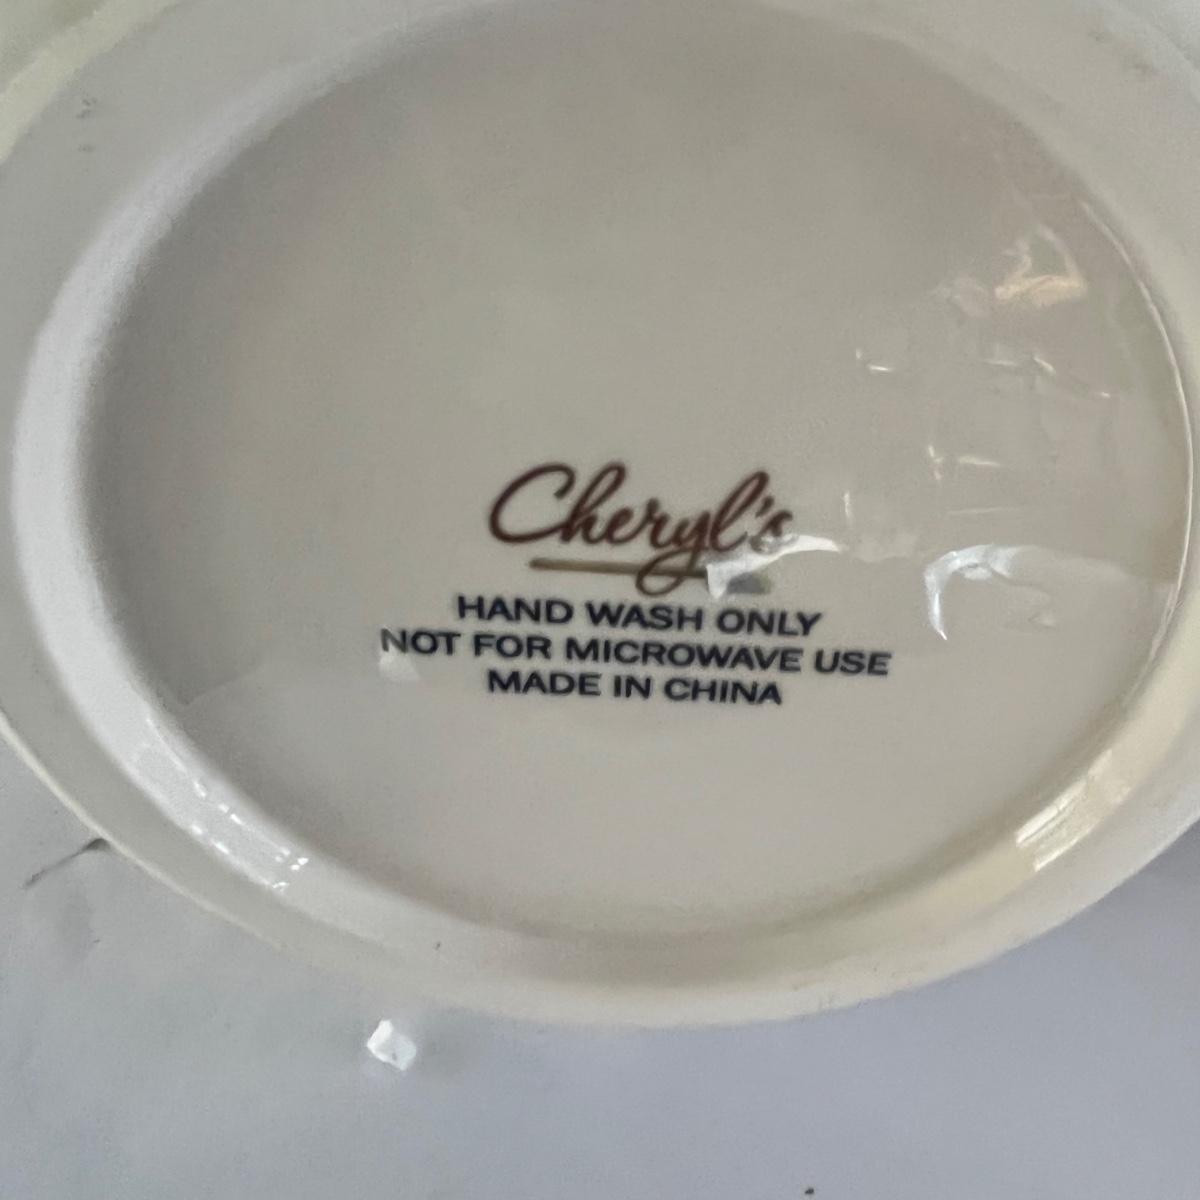 Cheryl's
HAND WASH ONLY
NOT FOR MICROWAVE USE
MADE IN CHINA